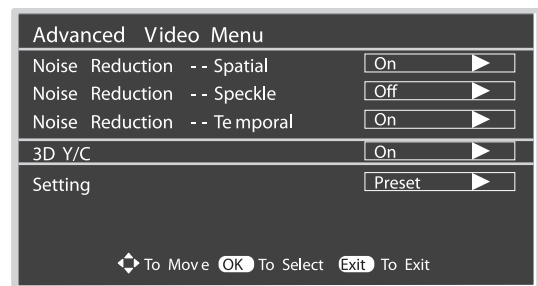 Advanced Video Menu
Noise Reduction -- Spatial On
Noise Reduction -- Speckle Off
Noise Reduction -- Temporal On
3D Y/C On
Setting Preset
To Move OK To Select Exit To Exit